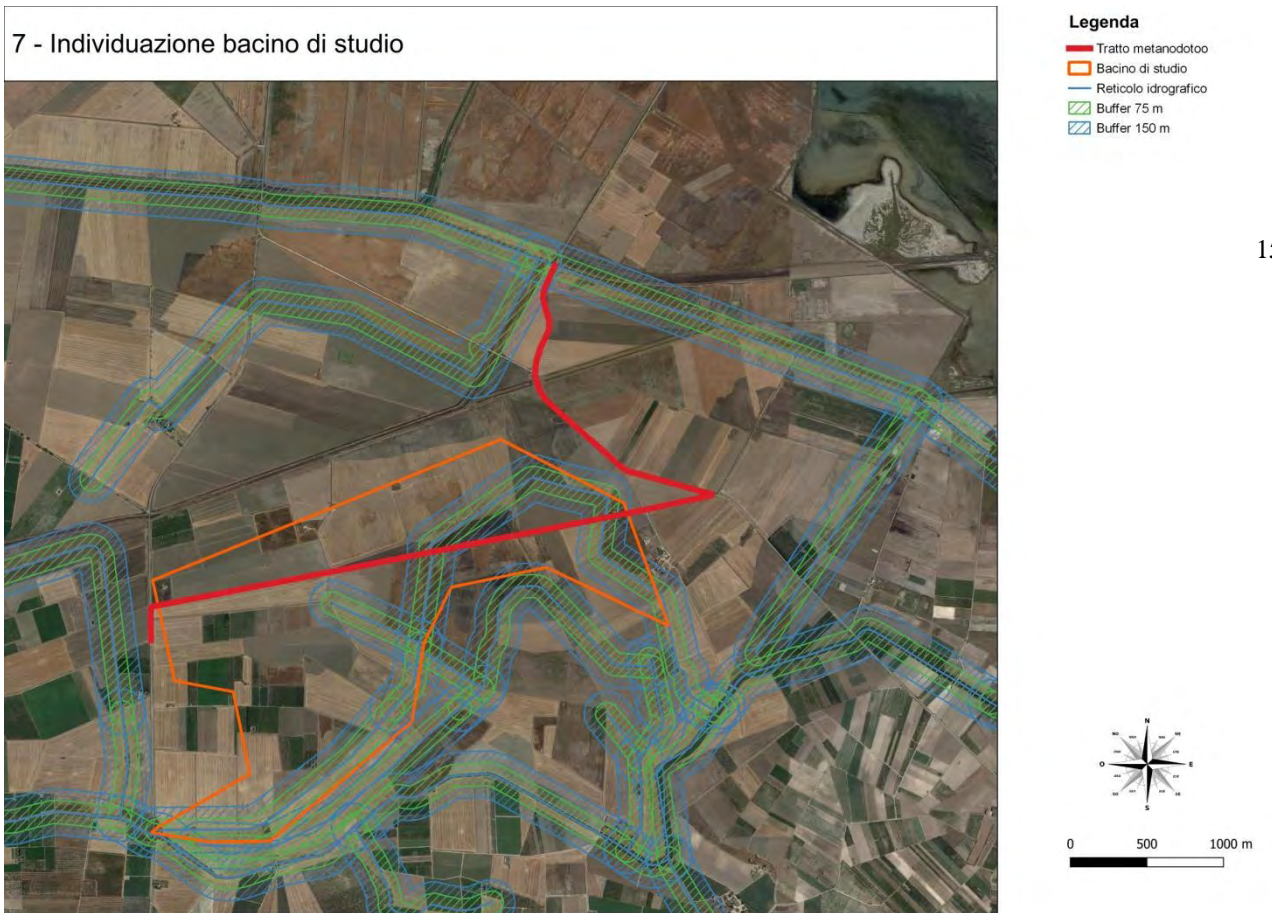 7 - Individuazione bacino di studio
Legenda
Tratto metanodotoo
Bacino di studio
Reticolo idrografico
Buffer 75 m
Buffer 150 m
N
O
E
S
0 500 1000 m